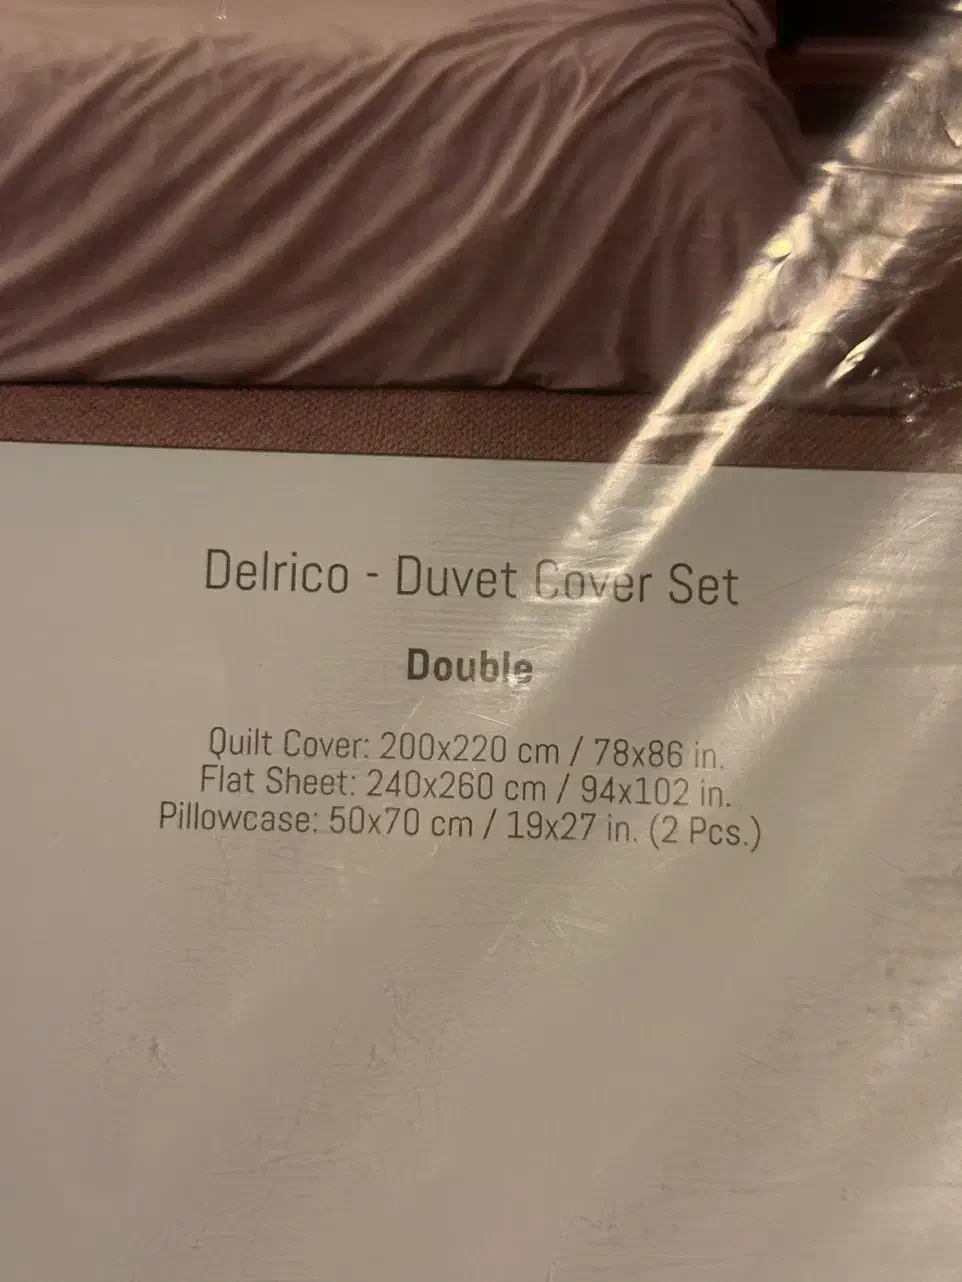 Delrico - Duvet Cover Set
Double
Quilt Cover: 200x220 cm / 78x86 in.
Flat Sheet: 240x260 cm / 94x102 in.
Pillowcase: 50x70 cm / 19x27 in. (2 Pcs.)